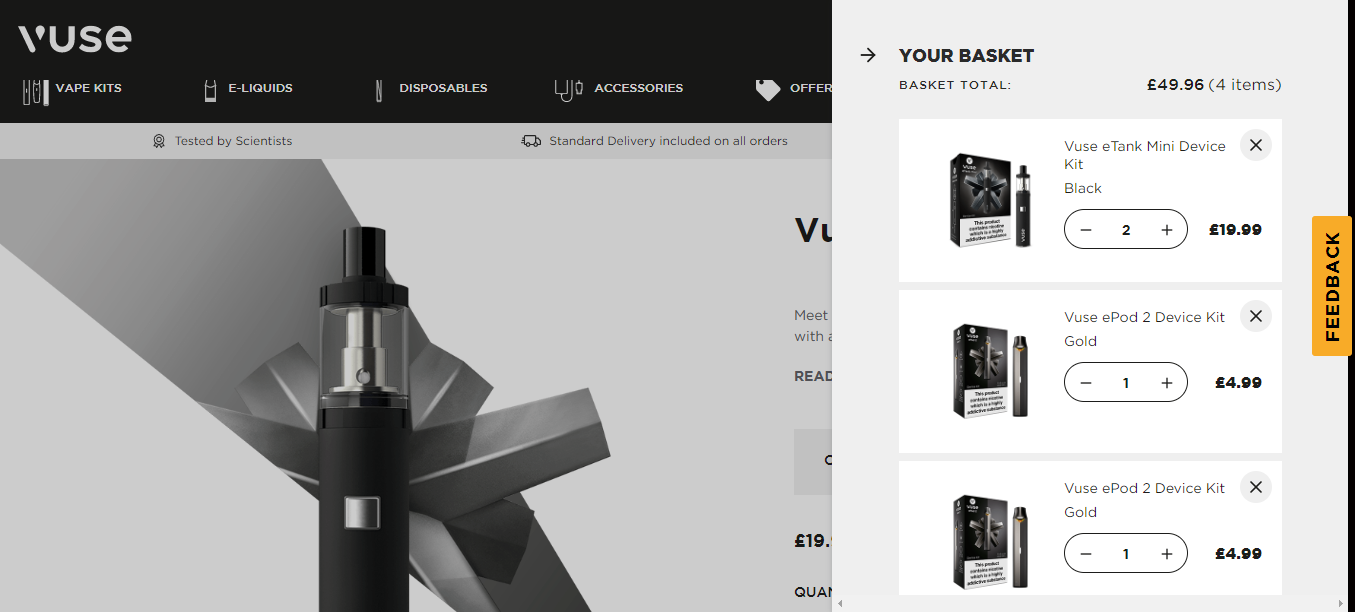 vuse
VAPE KITS
E-LIQUIDS
DISPOSABLES
ACCESSORIES
OFFER
Tested by Scientists
Standard Delivery included on all orders
Vu
Meet
with a
READ
£19.
QUAN
YOUR BASKET
BASKET TOTAL:
£49.96 (4 items)
Vuse eTank Mini Device
Kit
Black
2
£19.99
vuse
This product
contains nicotine
which is a highly
addictive substance
vuse
Vuse ePod 2 Device Kit
Gold
1
£4.99
vuse
This product
contains nicotine
which is a highly
addictive substance
Vuse ePod 2 Device Kit
Gold
1
£4.99
vuse
This product
contains nicotine
which is a highly
addictive substance
FEEDBACK